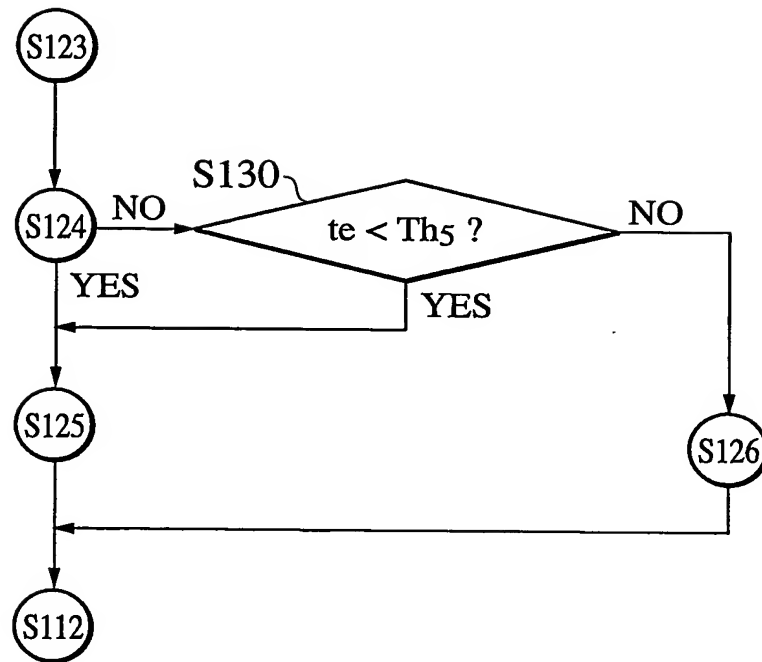 S123
S130
S124
NO
te < Th5 ?
NO
YES
YES
S125
S126
S112